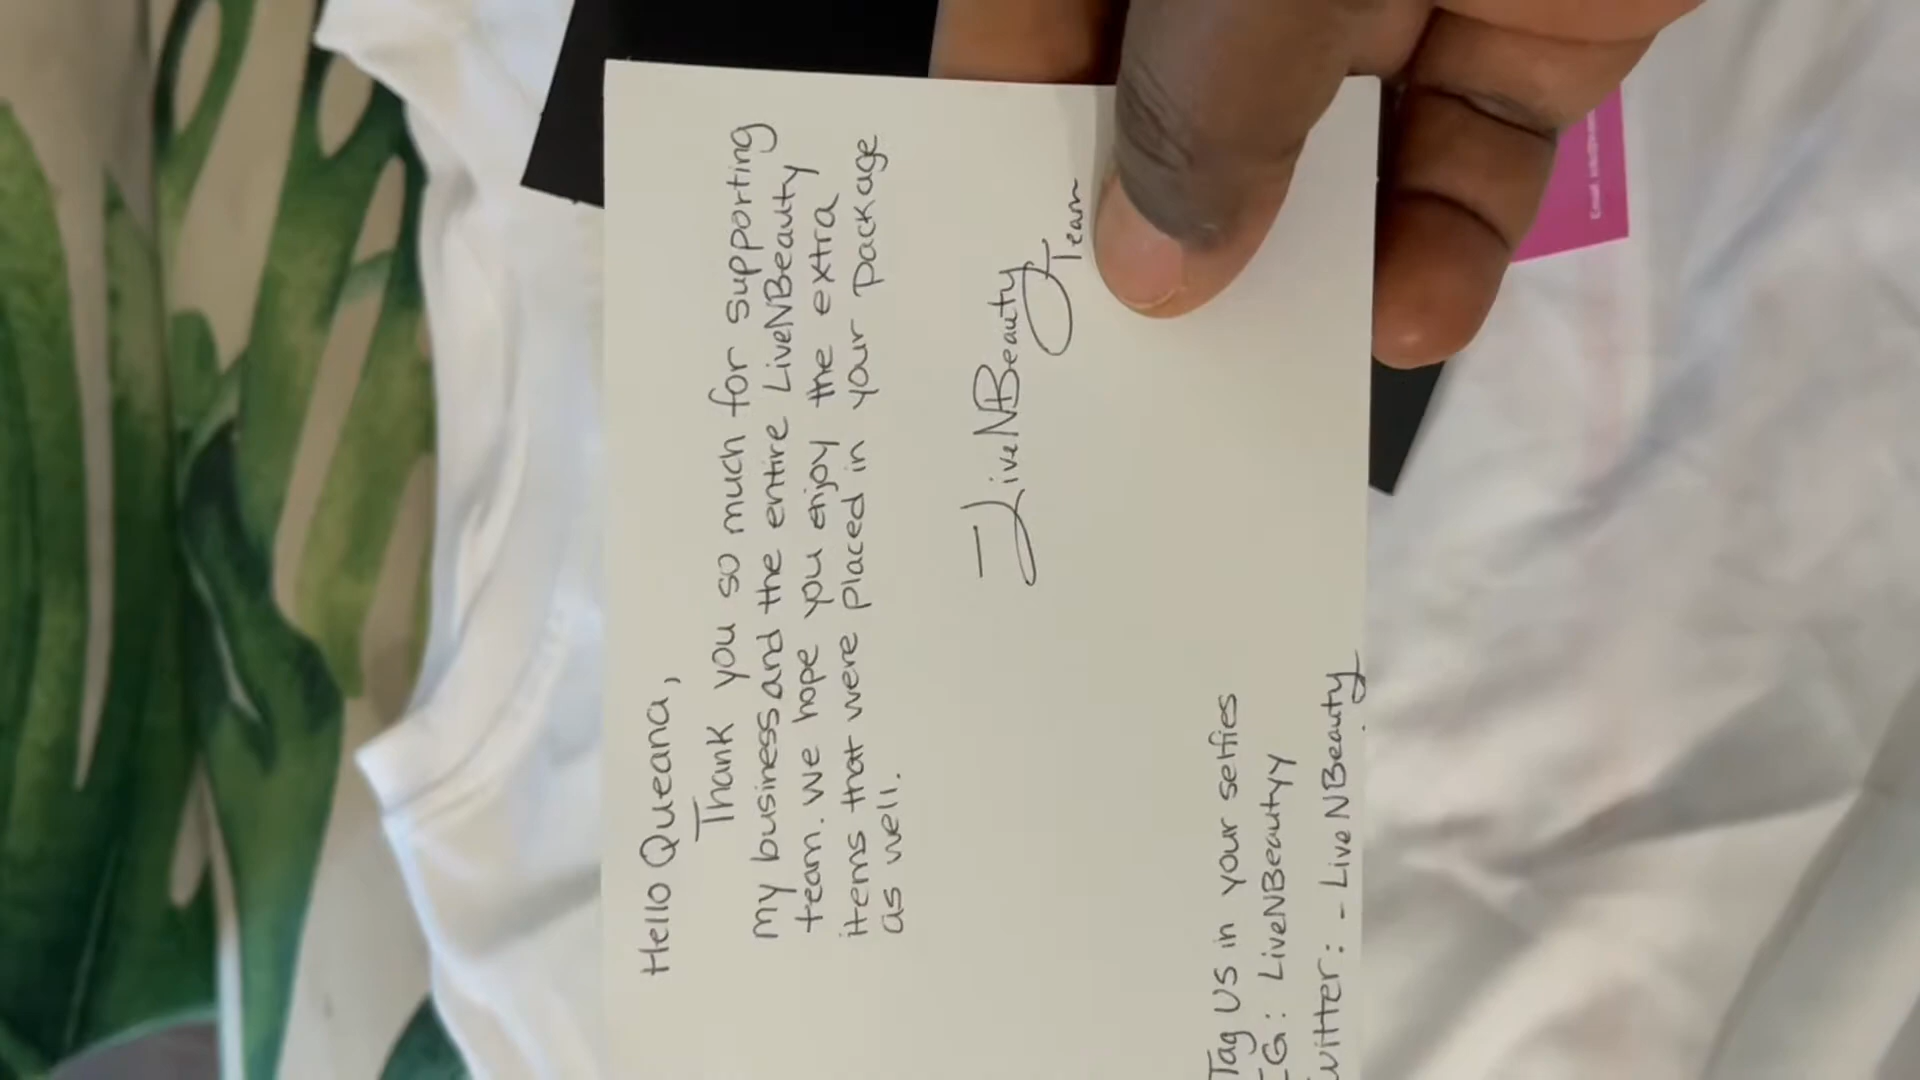 Hello Queana,
Thank you so much for supporting
my business and the entire LiveNBeauty
team. We hope you enjoy the extra
items that were placed in your package
as well.
-LiveNBeauty
Team
Tag US in your selfies
IG: LiveNBeautyy
Twitter: -LiveNBeauty